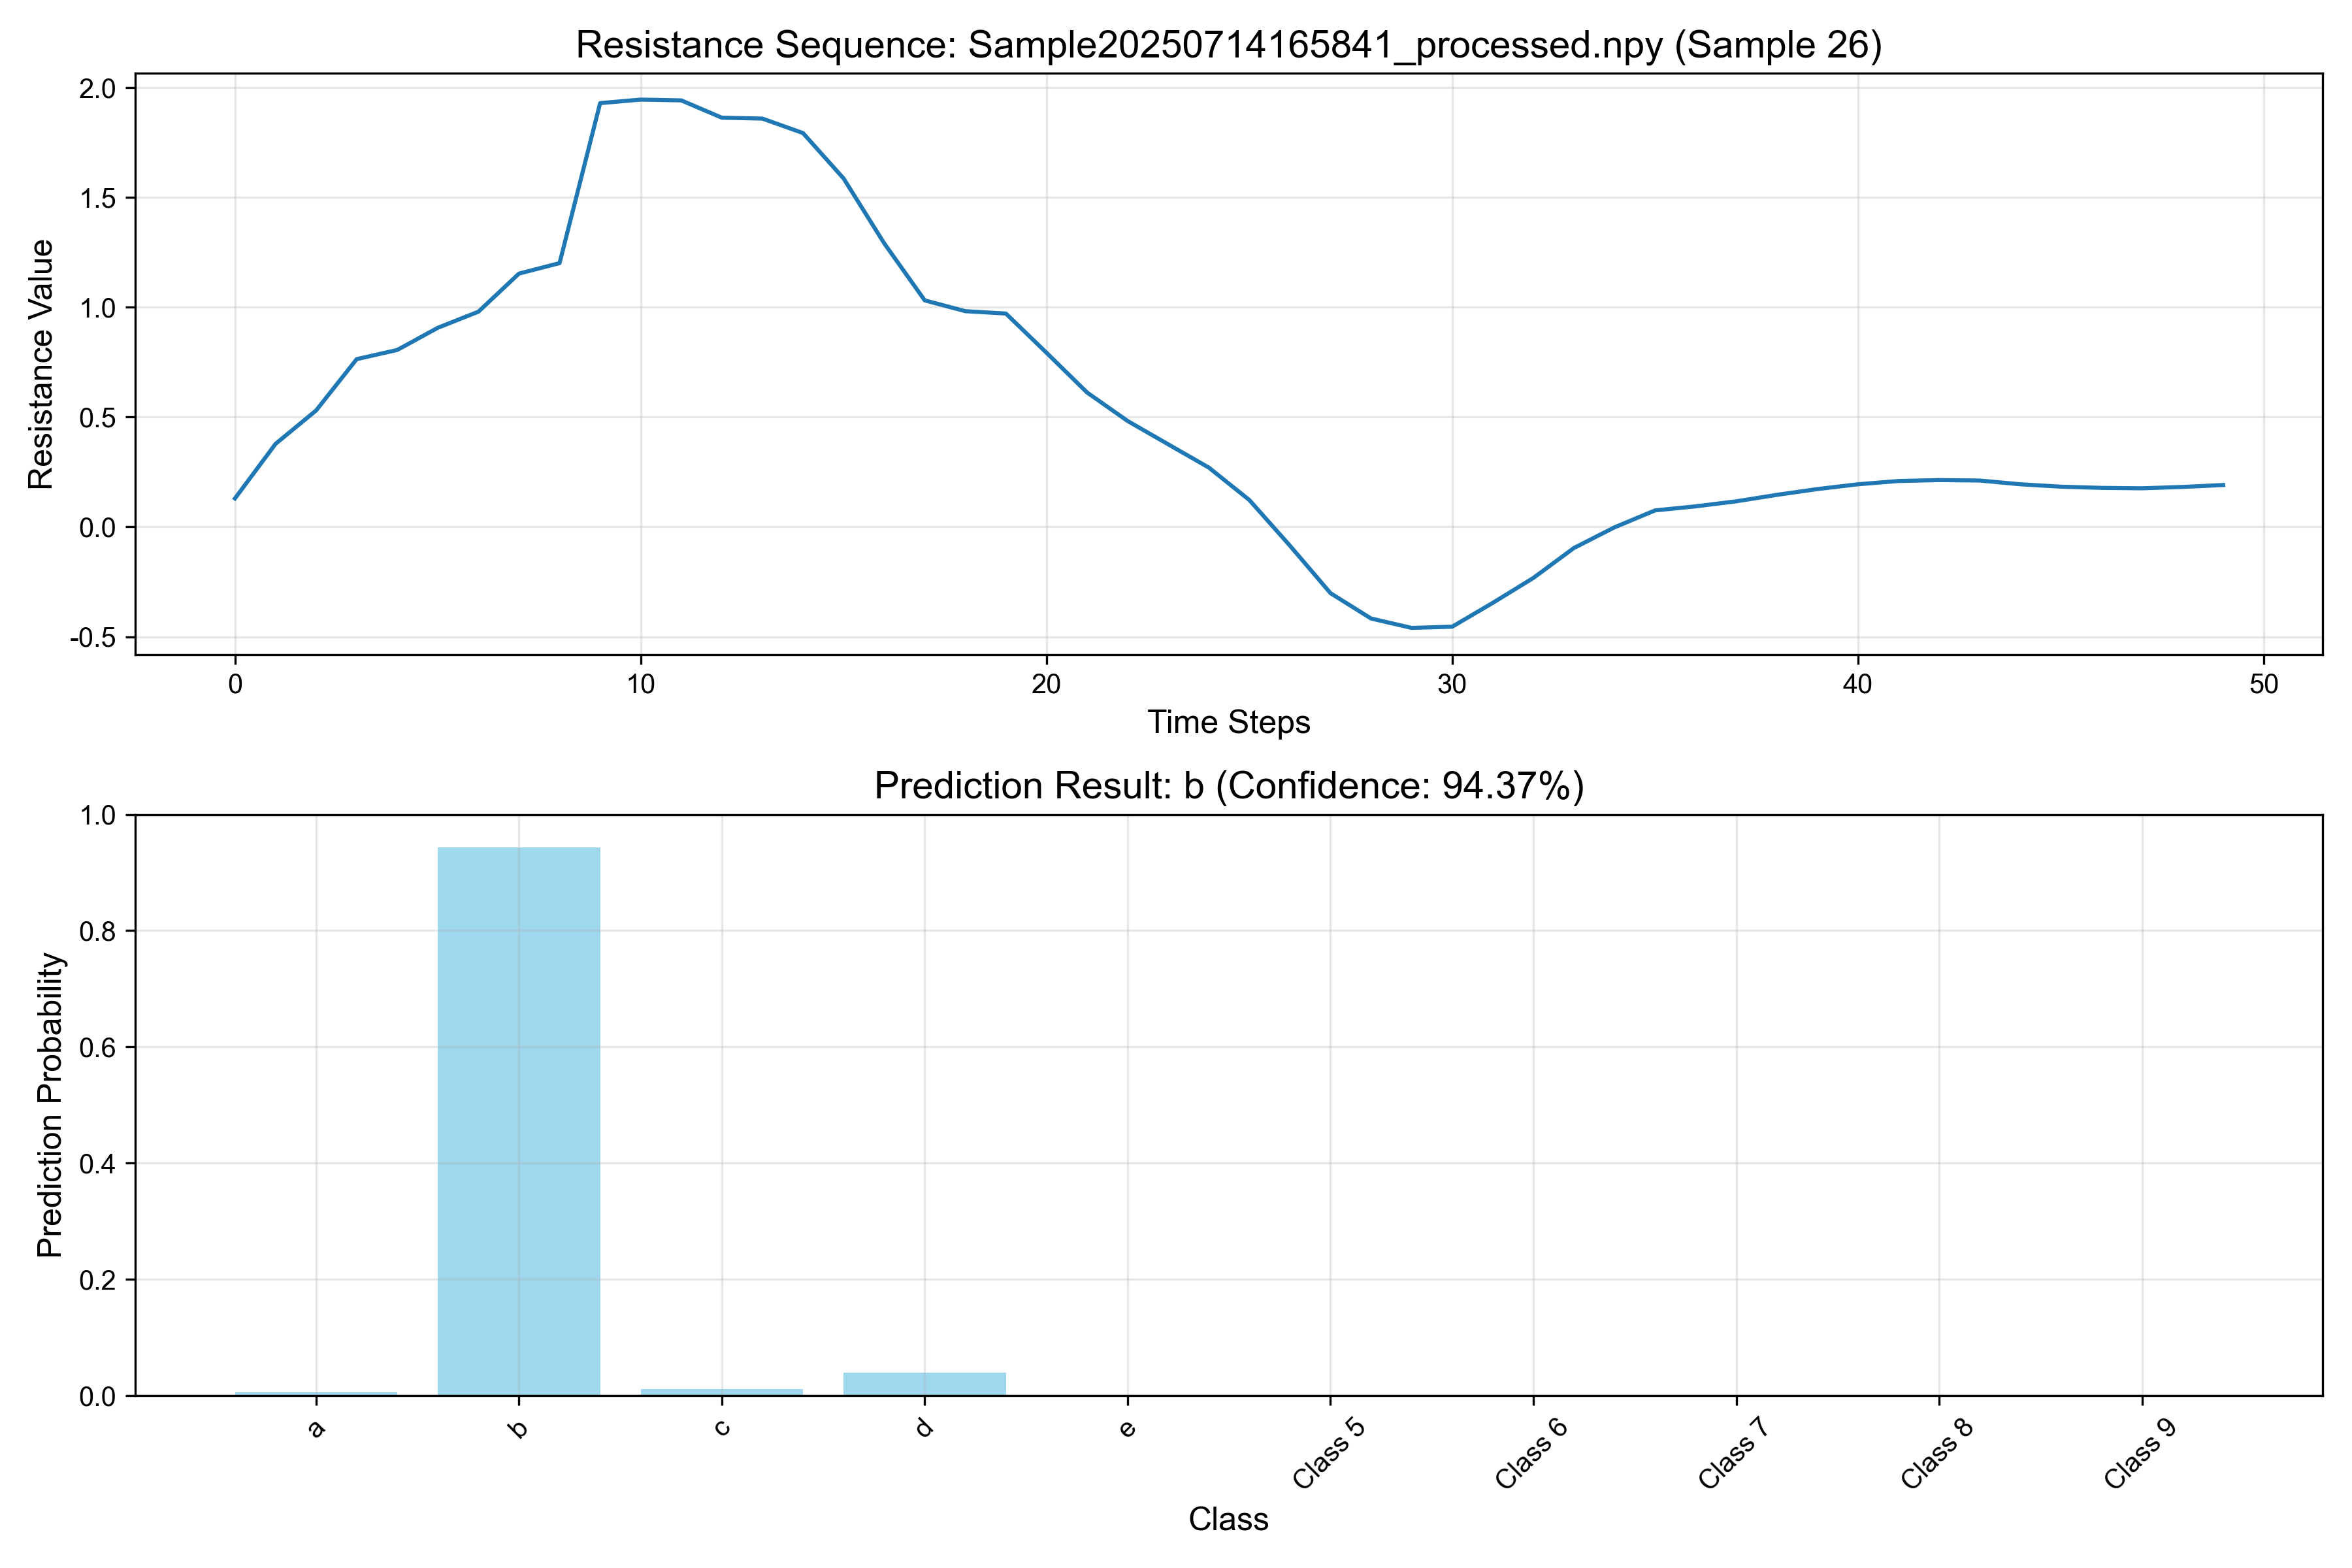 Resistance Sequence: Sample20250714165841_processed.npy (Sample 26)
Resistance Value
2.0
1.5
1.0
0.5
0.0
-0.5
0 10 20 30 40 50
Time Steps
Prediction Result: b (Confidence: 94.37%)
Prediction Probability
1.0
0.8
0.6
0.4
0.2
0.0
a b c d e Class 5 Class 6 Class 7 Class 8 Class 9
Class